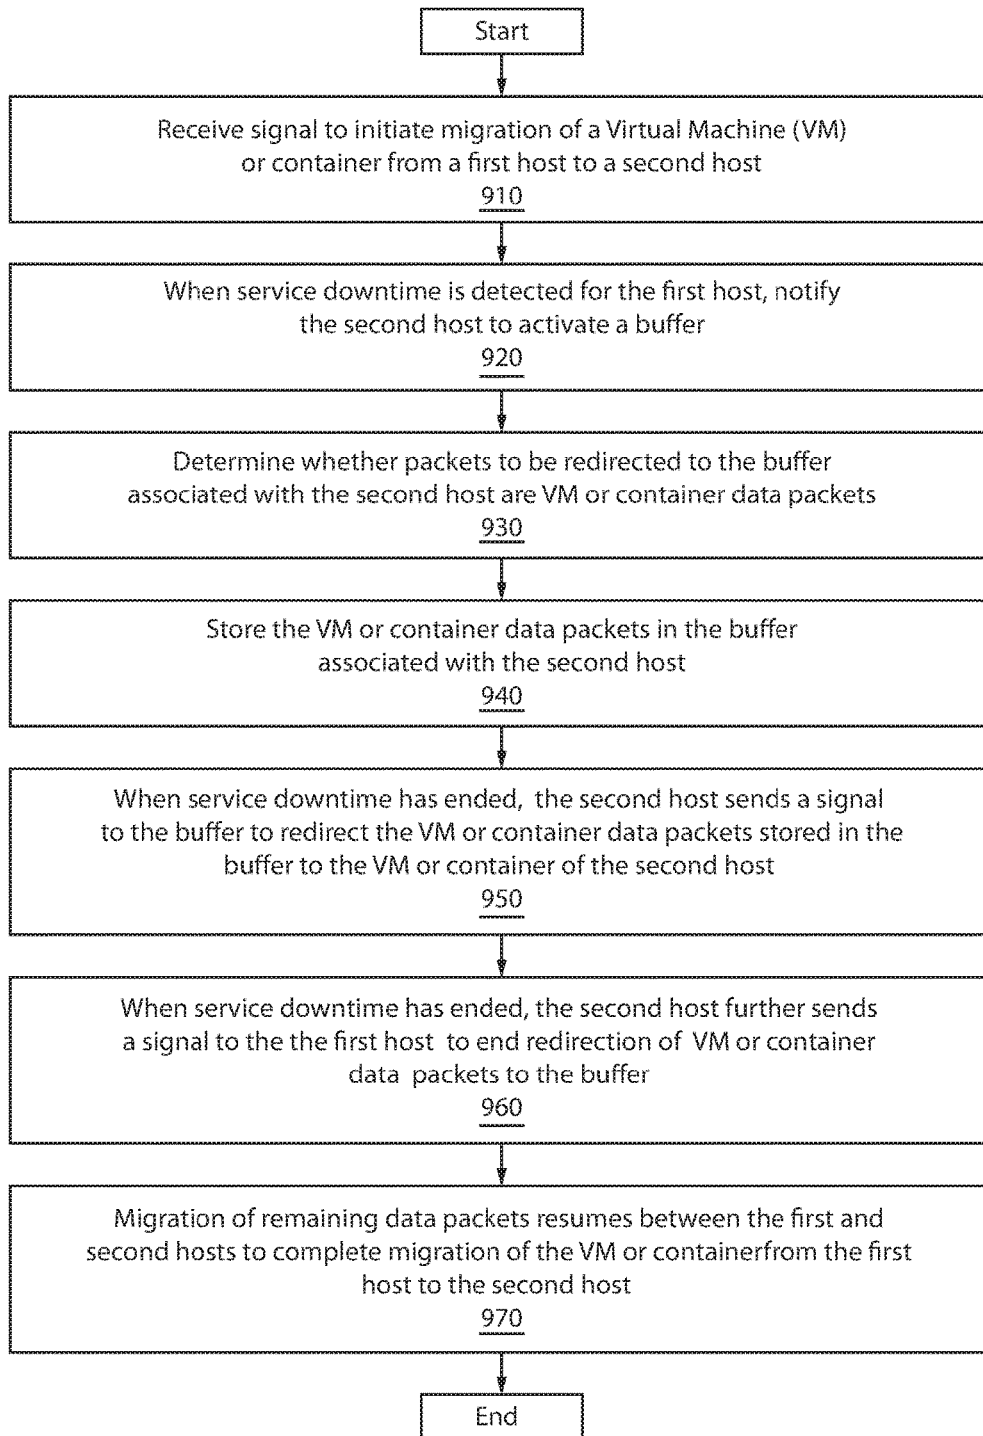 Start
Receive signal to initiate migration of a Virtual Machine (VM)
or container from a first host to a second host
910
When service downtime is detected for the first host, notify
the second host to activate a buffer
920
Determine whether packets to be redirected to the buffer
associated with the second host are VM or container data packets
930
Store the VM or container data packets in the buffer
associated with the second host
940
When service downtime has ended, the second host sends a signal
to the buffer to redirect the VM or container data packets stored in the
buffer to the VM or container of the second host
950
When service downtime has ended, the second host further sends
a signal to the the first host to end redirection of VM or container
data packets to the buffer
960
Migration of remaining data packets resumes between the first and
second hosts to complete migration of the VM or containerfrom the first
host to the second host
970
End